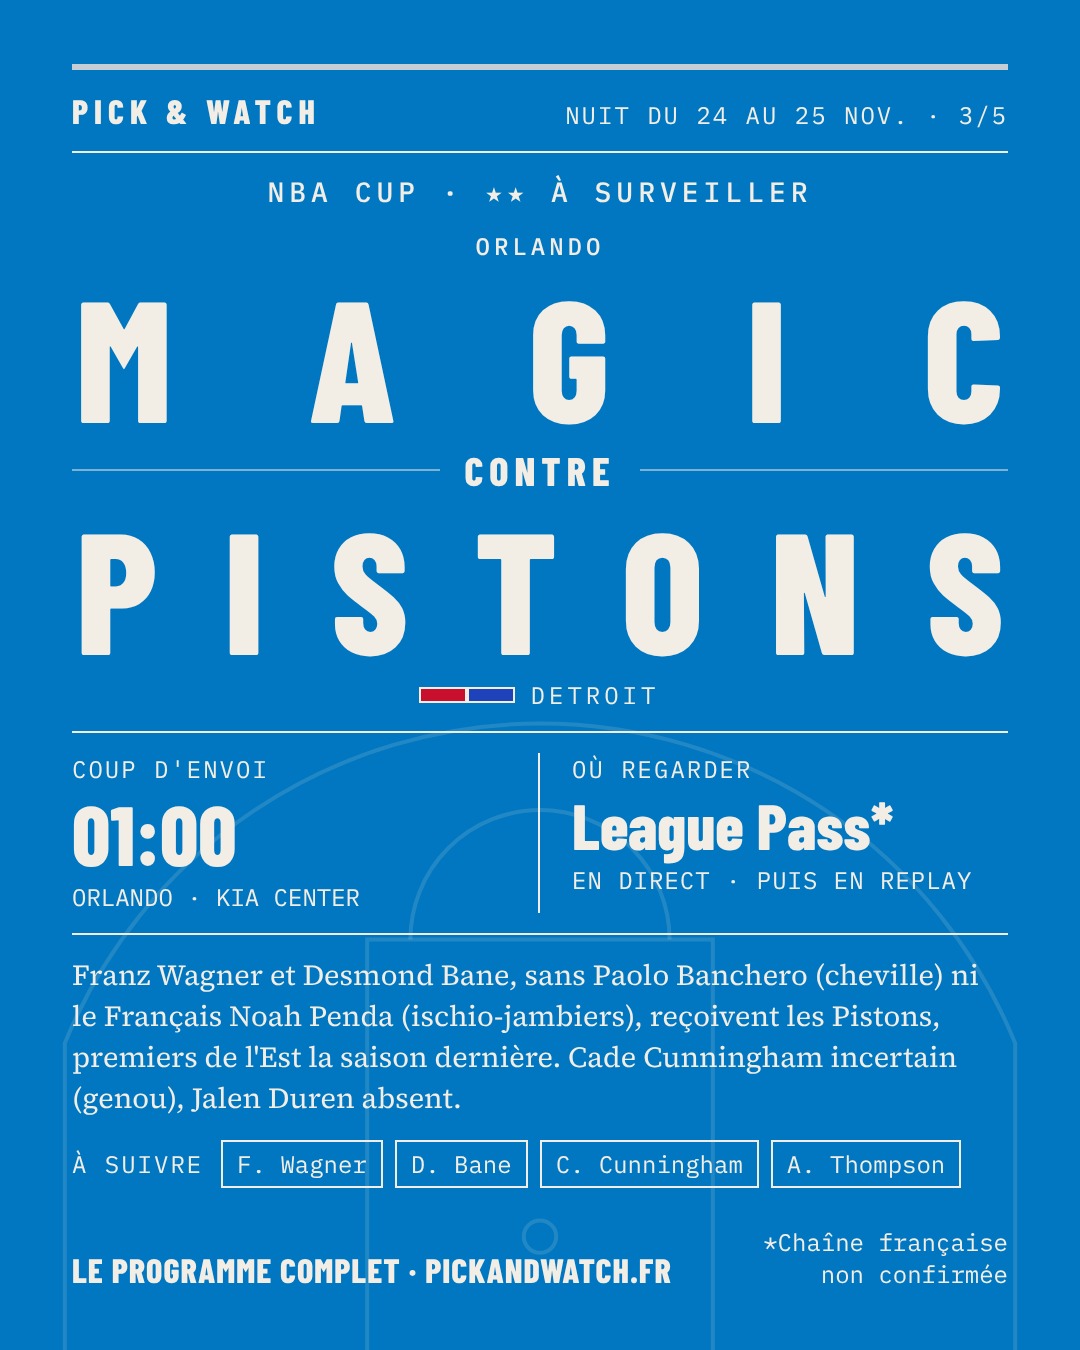 PICK & WATCH
NUIT DU 24 AU 25 NOV. · 3/5
NBA CUP · ★★ À SURVEILLER
ORLANDO
MAGIC
CONTRE
PISTONS
DETROIT
COUP D'ENVOI
01:00
ORLANDO · KIA CENTER
OÙ REGARDER
League Pass*
EN DIRECT · PUIS EN REPLAY
Franz Wagner et Desmond Bane, sans Paolo Banchero (cheville) ni
le Français Noah Penda (ischio-jambiers), reçoivent les Pistons,
premiers de l'Est la saison dernière. Cade Cunningham incertain
(genou), Jalen Duren absent.
À SUIVRE F. Wagner D. Bane C. Cunningham A. Thompson
LE PROGRAMME COMPLET · PICKANDWATCH.FR
*Chaîne française
non confirmée